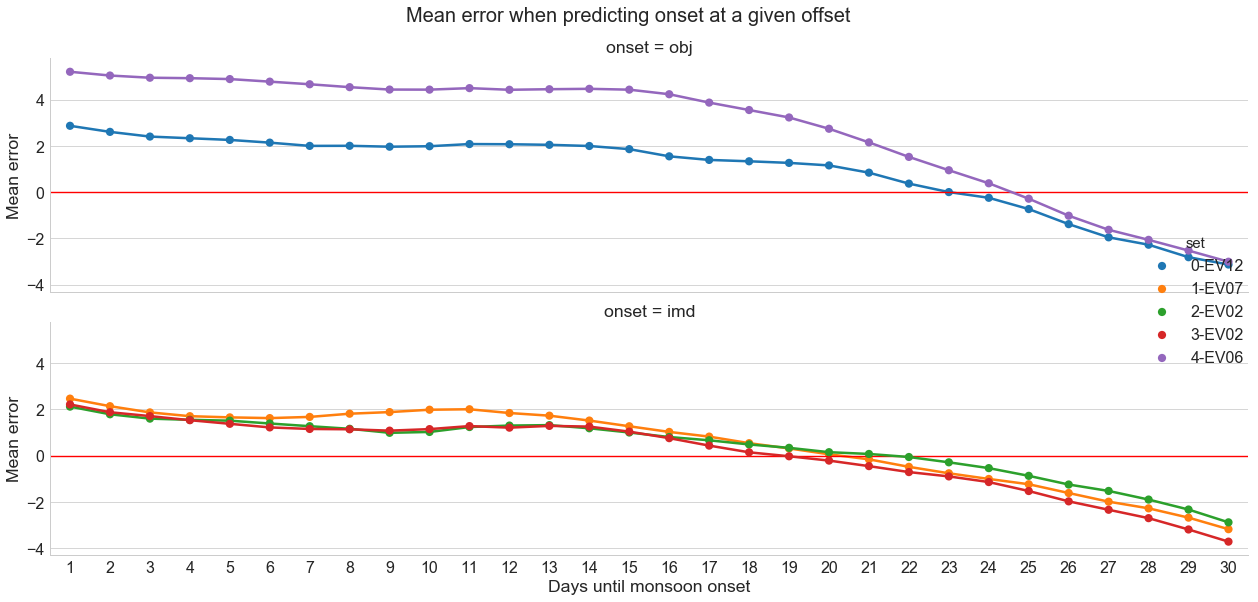 Mean error when predicting onset at a given offset
onset = obj
Mean error
4
2
0
−2
−4
set
0-EV12
1-EV07
2-EV02
3-EV02
4-EV06
onset = imd
Mean error
4
2
0
−2
−4
1 2 3 4 5 6 7 8 9 10 11 12 13 14 15 16 17 18 19 20 21 22 23 24 25 26 27 28 29 30
Days until monsoon onset